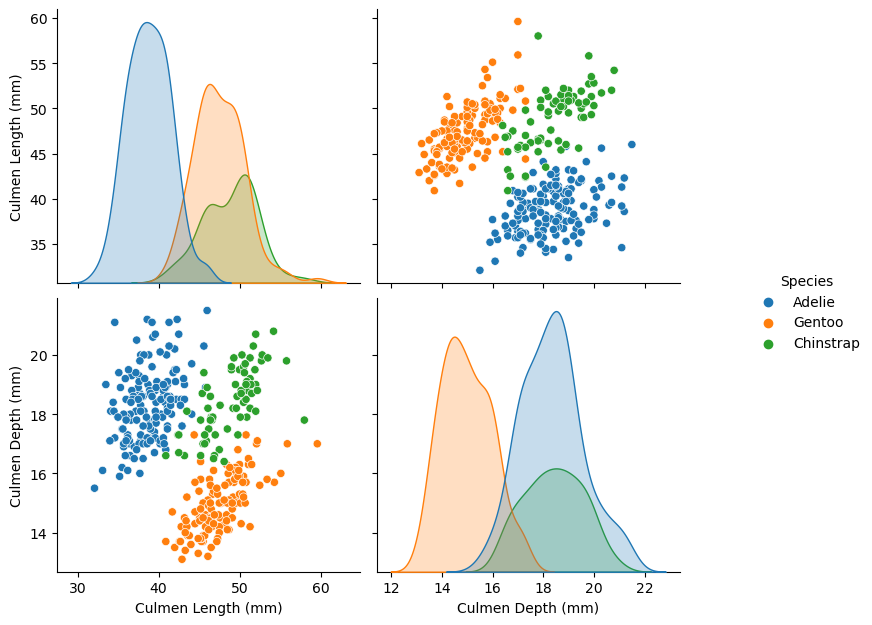 60
55
50
45
40
35
Culmen Length (mm)
Species
Adelie
Gentoo
Chinstrap
20
18
16
14
Culmen Depth (mm)
30 40 50 60
Culmen Length (mm)
12 14 16 18 20 22
Culmen Depth (mm)